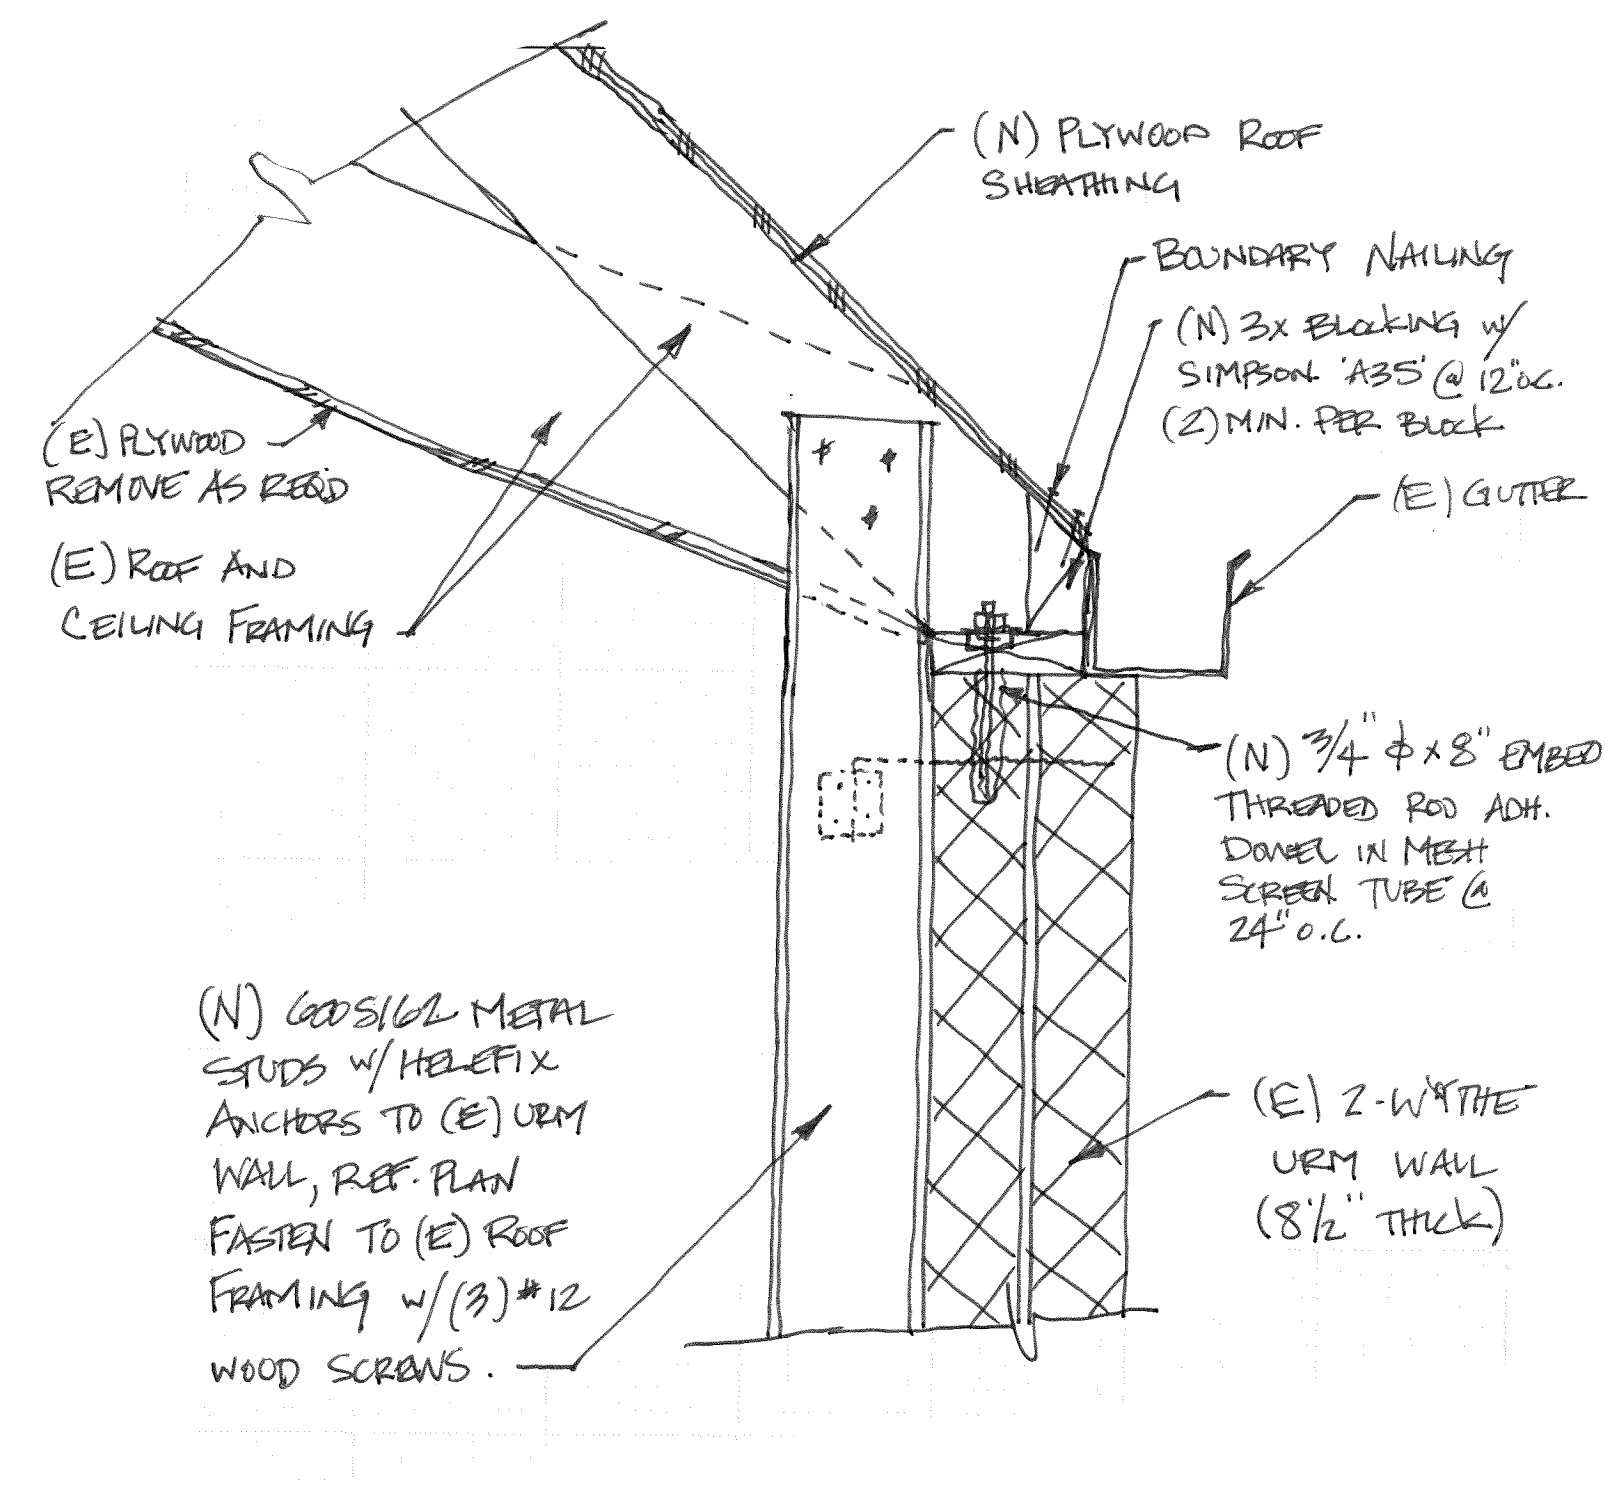 (N) PLYWOOD ROOF
SHEATHING
BOUNDARY NAILING
(N) 3x BLOCKING w/
SIMPSON 'A35' @ 12" O.C.
(2) MIN. PER BLOCK
(E) GUTTER
(E) PLYWOOD
REMOVE AS REQ'D
(E) ROOF AND
CEILING FRAMING
(N) 3/4" ϕ x 8" EMBED
THREADED ROD ADH.
DOWEL IN MESH
SCREEN TUBE @
24" O.C.
(N) 600S162 METAL
STUDS w/ HELEFIX
ANCHORS TO (E) URM
WALL, REF. PLAN
FASTEN TO (E) ROOF
FRAMING w/ (3) #12
WOOD SCREWS.
(E) 2-WYTHE
URM WALL
(8 1/2" THICK)